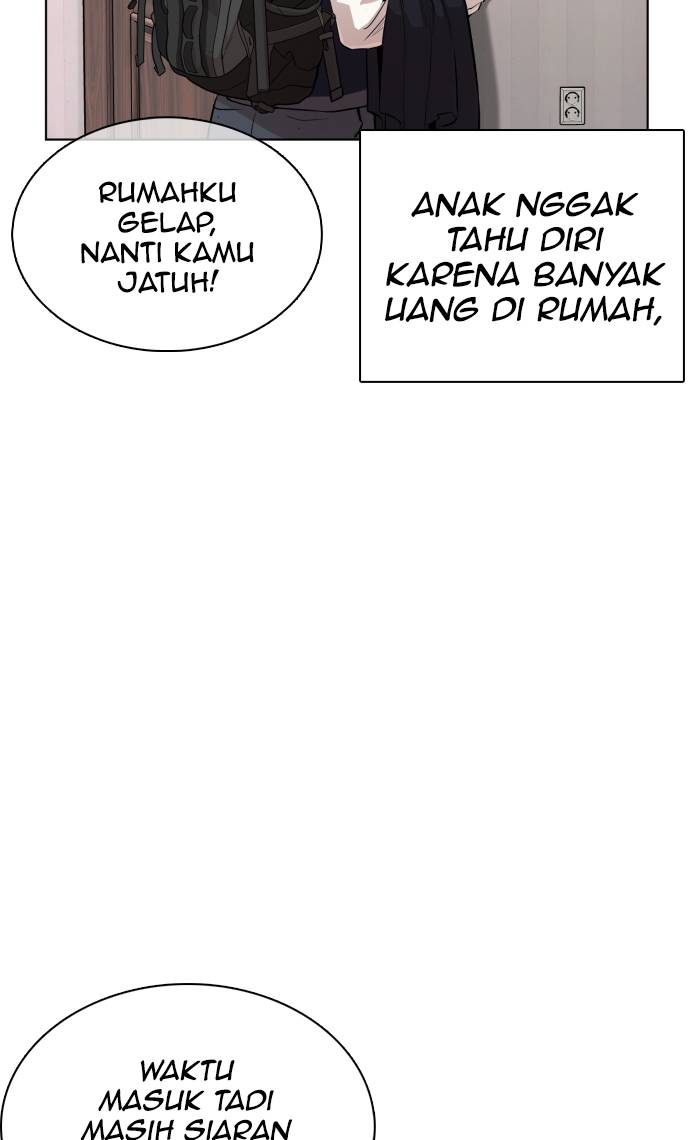 RUMAHKU
GELAP,
NANTI KAMU
JATUH!
ANAK NGGAK
TAHU DIRI
KARENA BANYAK
UANG DI RUMAH,
WAKTU
MASUK TADI
MASIH SIARAN